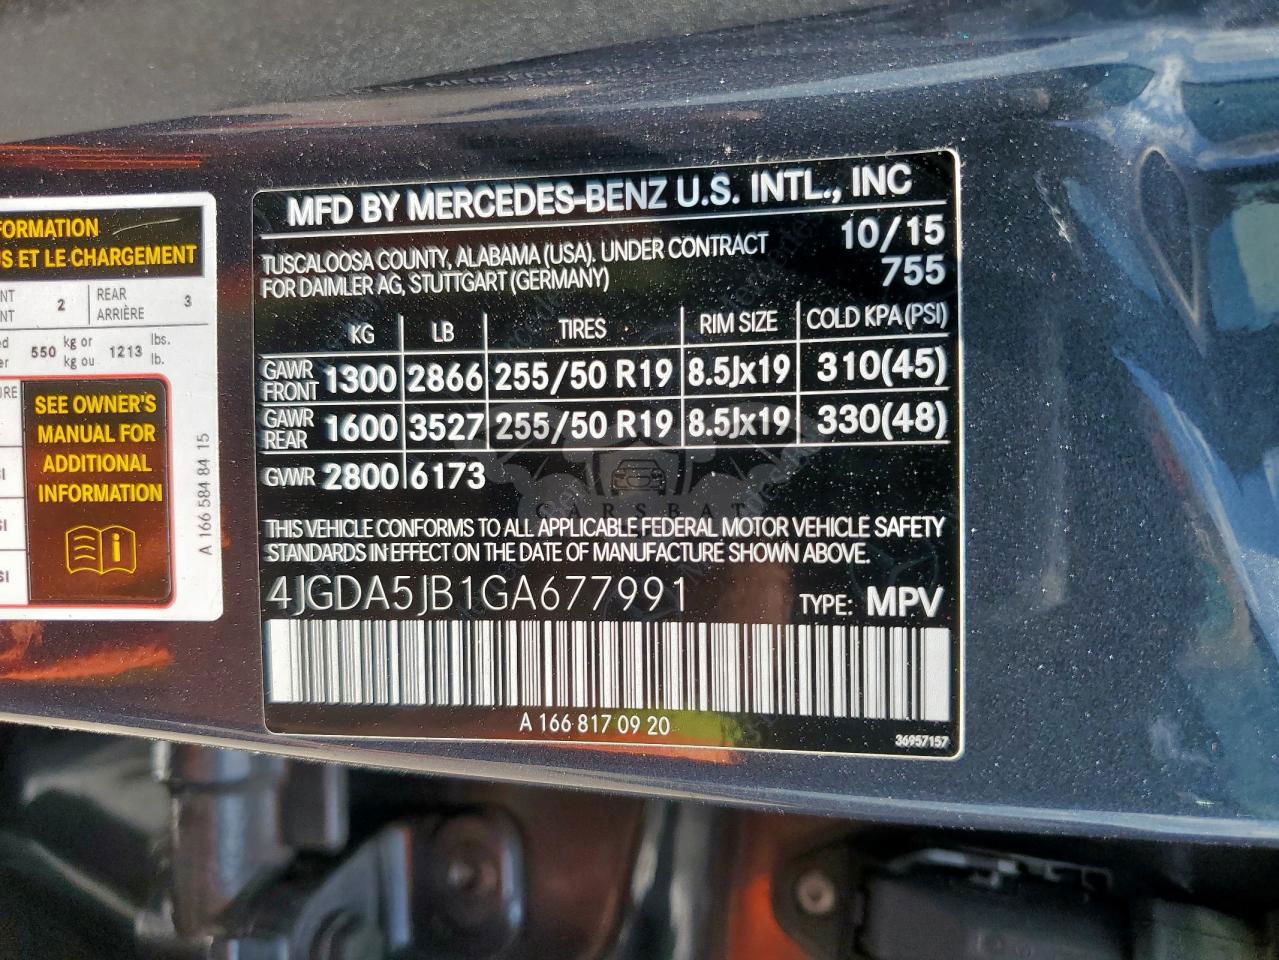 FORMATION
S ET LE CHARGEMENT
NT 2 REAR 3
NT ARRIÈRE
550 kg or 1213 lbs.
kg ou lb.
SEE OWNER'S
MANUAL FOR
ADDITIONAL
INFORMATION
A 166 584 84 15
MFD BY MERCEDES-BENZ U.S. INTL., INC
TUSCALOOSA COUNTY, ALABAMA (USA). UNDER CONTRACT 10/15
FOR DAIMLER AG, STUTTGART (GERMANY) 755
KG LB TIRES RIM SIZE COLD KPA(PSI)
GAWR FRONT 1300 2866 255/50 R19 8.5Jx19 310(45)
GAWR REAR 1600 3527 255/50 R19 8.5Jx19 330(48)
GVWR 2800 6173
CARSBAT
THIS VEHICLE CONFORMS TO ALL APPLICABLE FEDERAL MOTOR VEHICLE SAFETY
STANDARDS IN EFFECT ON THE DATE OF MANUFACTURE SHOWN ABOVE.
4JGDA5JB1GA677991 TYPE: MPV
A 166 817 09 20
36957157